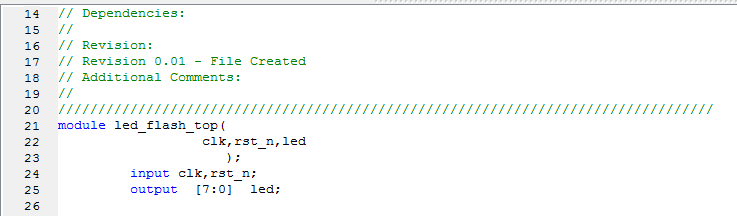 14 // Dependencies:
15 //
16 // Revision:
17 // Revision 0.01 - File Created
18 // Additional Comments:
19 //
20 //////////////////////////////////////////////////////////////////////////////////
21 module led_flash_top(
22 clk,rst_n,led
23 );
24 input clk,rst_n;
25 output [7:0] led;
26